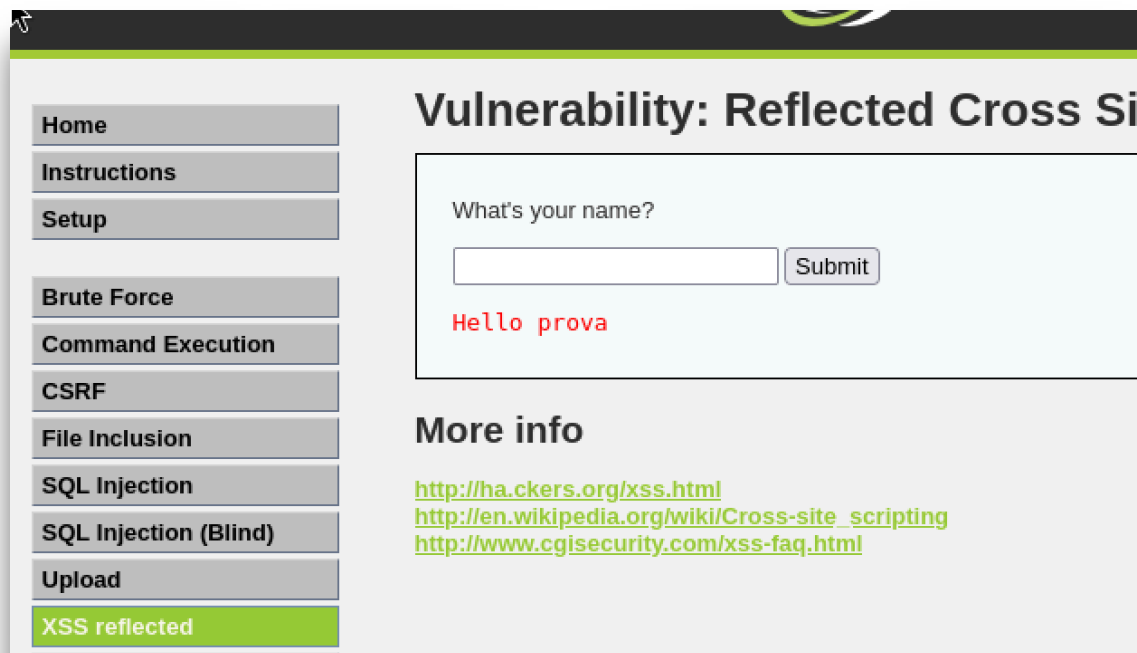 Home
Instructions
Setup
Brute Force
Command Execution
CSRF
File Inclusion
SQL Injection
SQL Injection (Blind)
Upload
XSS reflected
Vulnerability: Reflected Cross Si
What's your name?
Submit
Hello prova
More info
http://ha.ckers.org/xss.html
http://en.wikipedia.org/wiki/Cross-site_scripting
http://www.cgisecurity.com/xss-faq.html